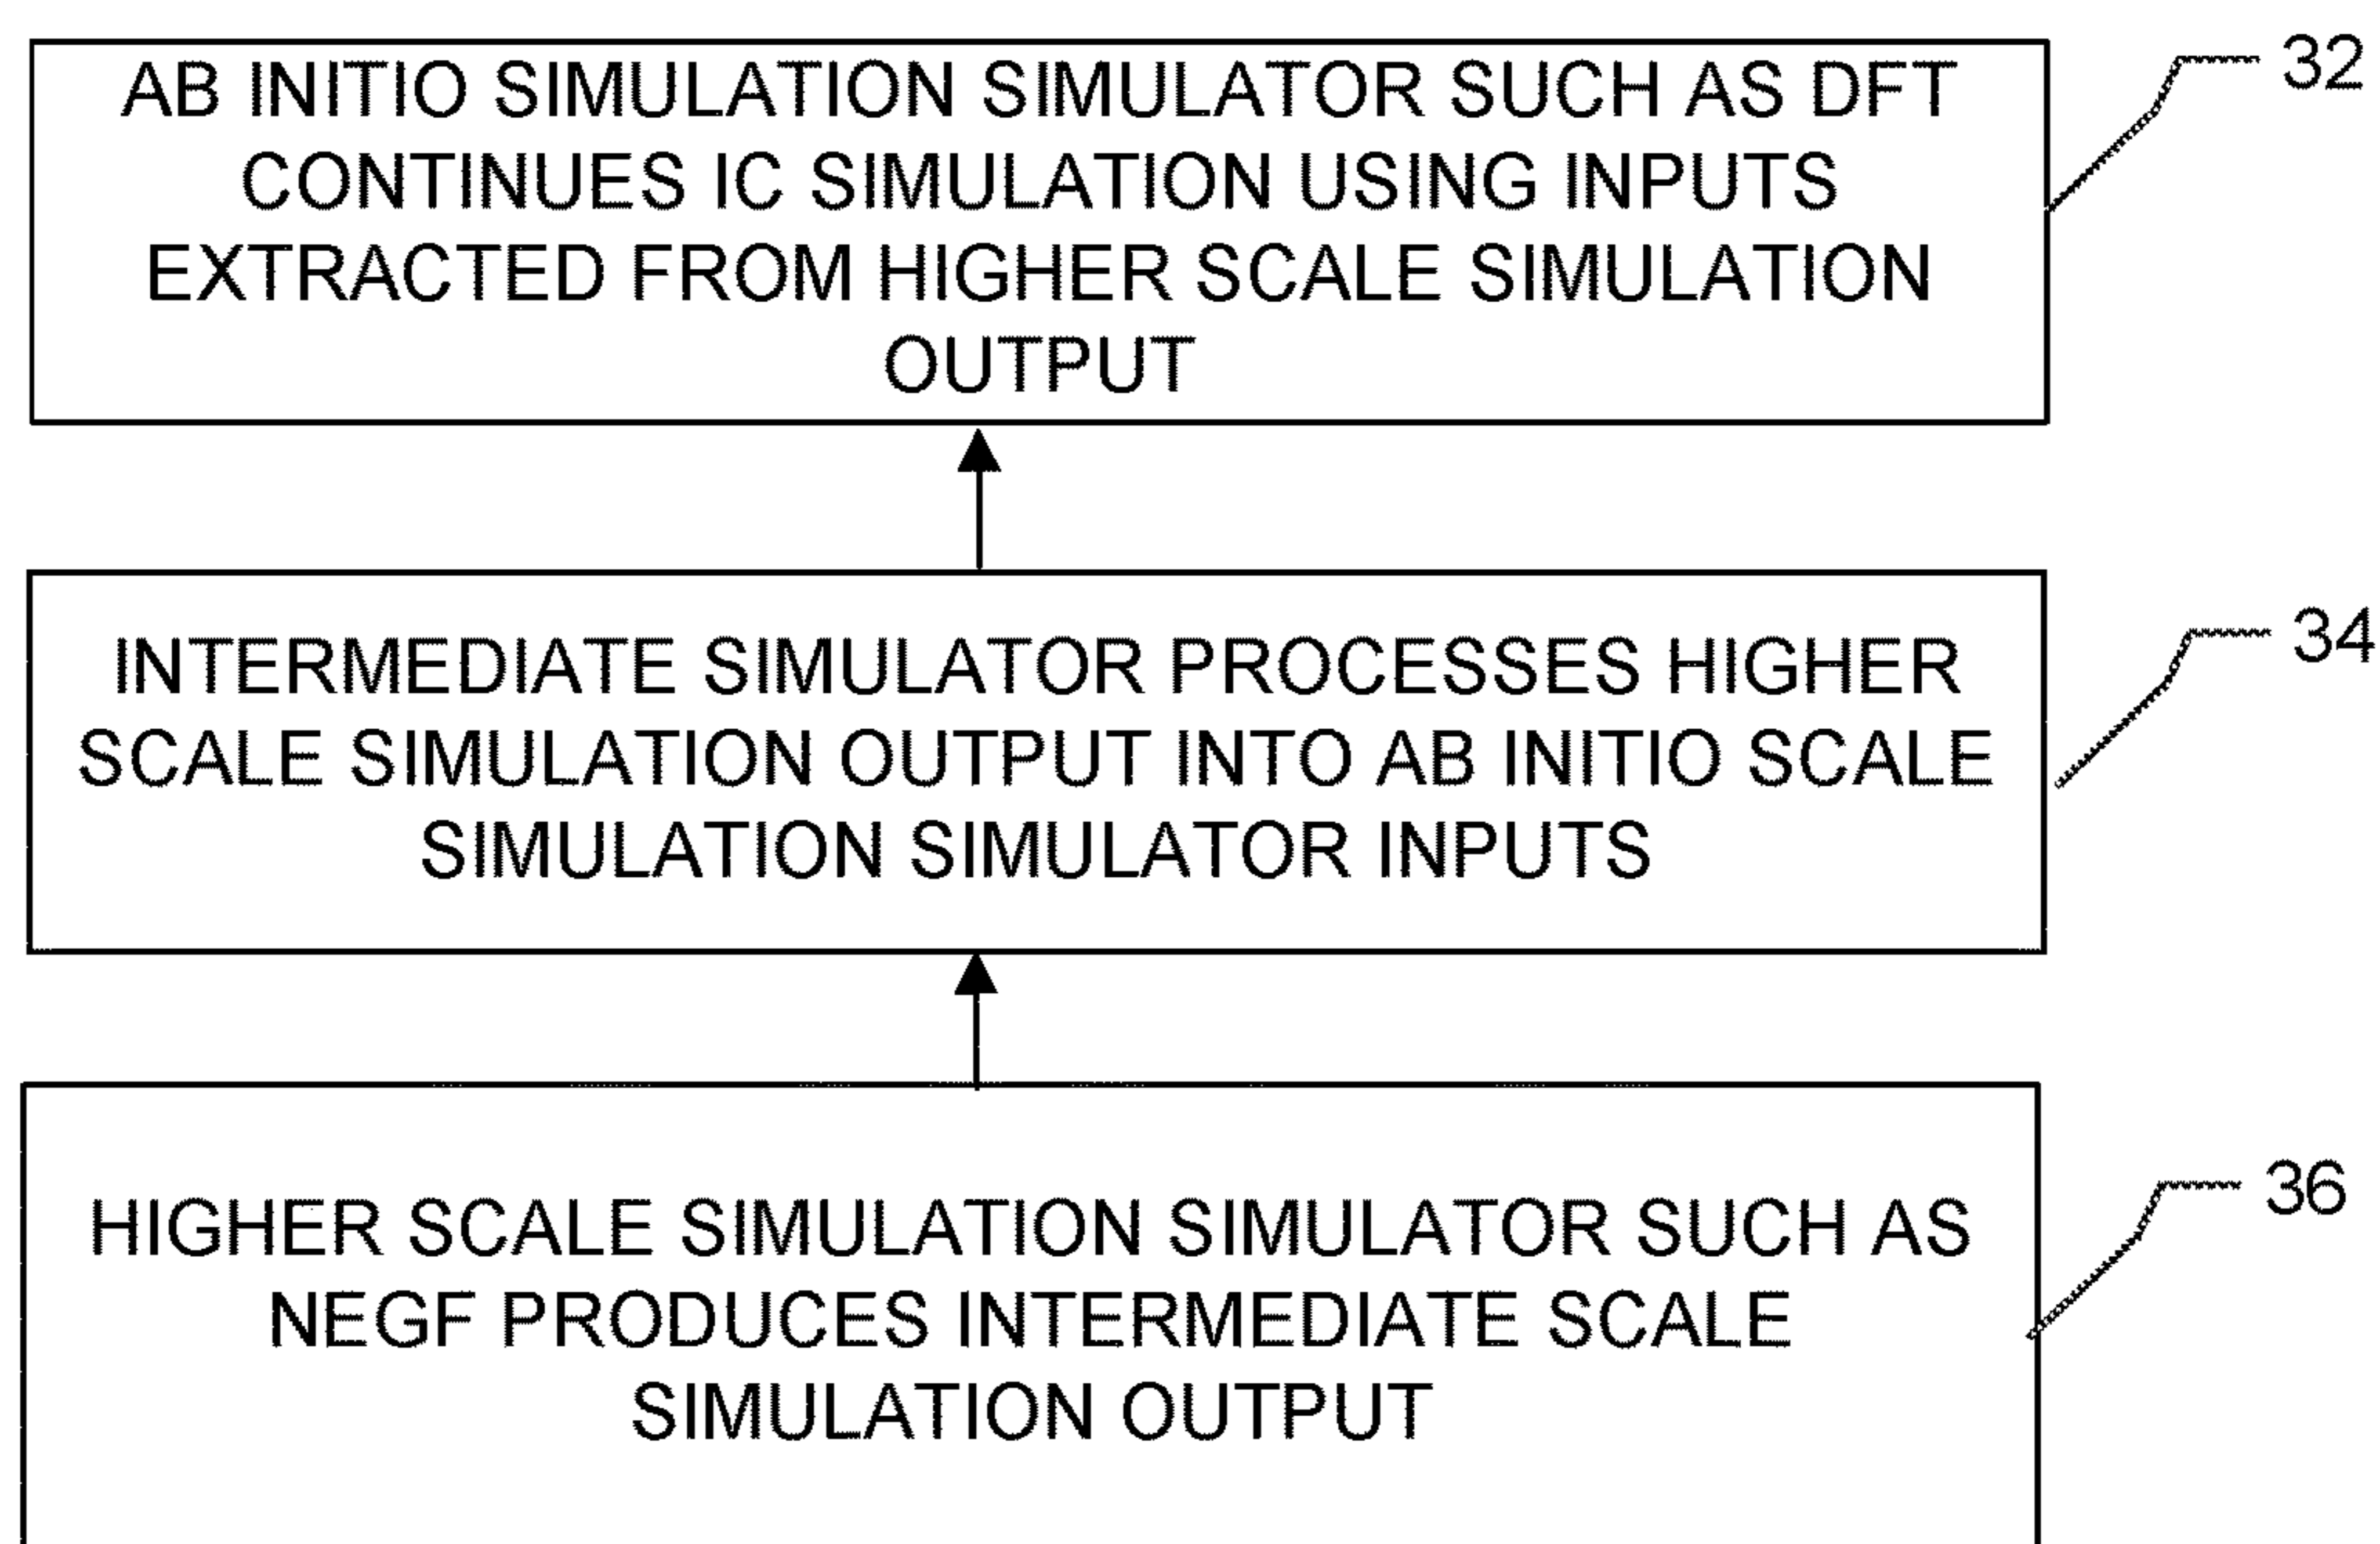 AB INITIO SIMULATION SIMULATOR SUCH AS DFT
CONTINUES IC SIMULATION USING INPUTS
EXTRACTED FROM HIGHER SCALE SIMULATION
OUTPUT
32
INTERMEDIATE SIMULATOR PROCESSES HIGHER
SCALE SIMULATION OUTPUT INTO AB INITIO SCALE
SIMULATION SIMULATOR INPUTS
34
HIGHER SCALE SIMULATION SIMULATOR SUCH AS
NEGF PRODUCES INTERMEDIATE SCALE
SIMULATION OUTPUT
36